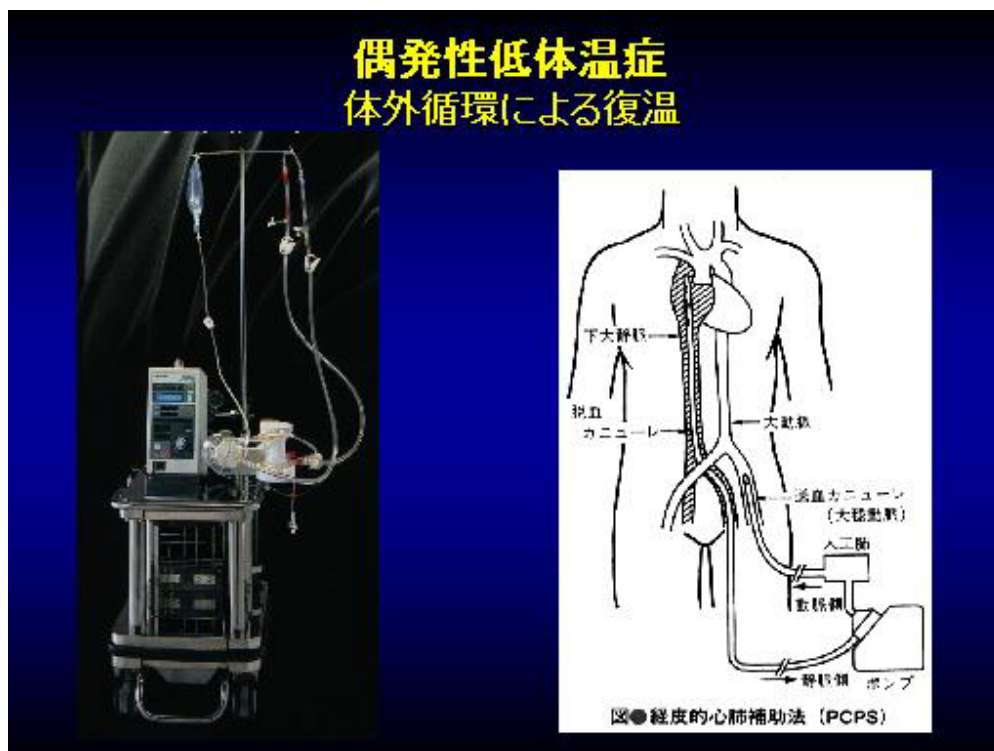 偶発性低体温症
体外循環による復温
下大静脈
脱血
カニューレ
大動脈
送血カニューレ
(大腿動脈)
人工肺
動脈側
静脈側
ポンプ
図●経度的心肺補助法 (PCPS)